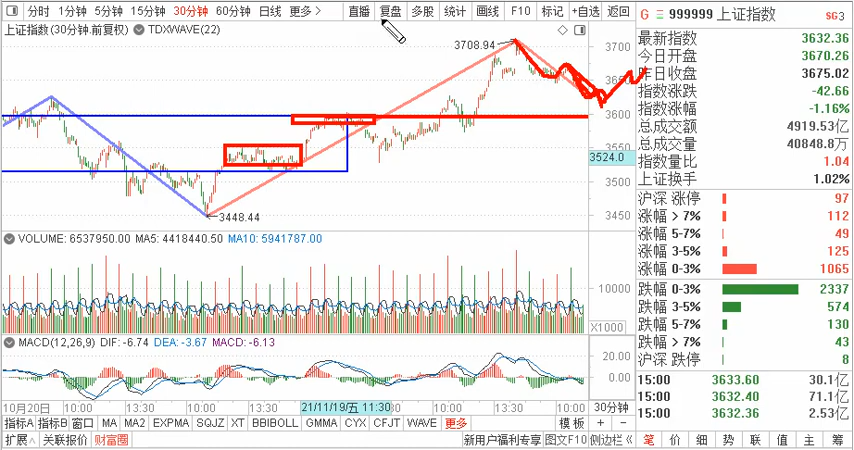 分时 1分钟 5分钟 15分钟 30分钟 60分钟 日线 更多 > 直播 复盘 多股 统计 画线 F10 标记 +自选 返回
G 999999 上证指数 SG3
上证指数(30分钟.前复权) TDXWAVE(22)
3708.94
3448.44
3700
3600
3550
3524.0
3500
3450
VOLUME: 6537950.00 MA5: 4418440.50 MA10: 5941787.00
10000
X1000
MACD(12,26,9) DIF: -6.74 DEA: -3.67 MACD: -6.13
20.00
0.00
10月20日 10:00 13:30 10:00 13:30 21/11/19/五 11:30 10:00 13:30 10:00 30分钟
指标A 指标B 窗口 MA MA2 EXPMA SQJZ XT BBIBOLL GMMA CYX CFJT WAVE 更多 模板 + −
扩展∧ 关联报价 财富圈 新用户福利专享 图文F10 侧边栏《
最新指数 3632.36
今日开盘 3670.26
昨日收盘 3675.02
指数涨跌 -42.66
指数涨幅 -1.16%
总成交额 4919.53亿
总成交量 40848.8万
指数量比 1.04
上证换手 1.02%
沪深 涨停 97
涨幅 > 7% 112
涨幅 5-7% 49
涨幅 3-5% 125
涨幅 0-3% 1065
跌幅 0-3% 2337
跌幅 3-5% 574
跌幅 5-7% 130
跌幅 > 7% 43
沪深 跌停 8
15:00 3633.60 30.1亿
15:00 3632.40 71.1亿
15:00 3632.36 2.53亿
笔 价 细 势 联 值 主 筹